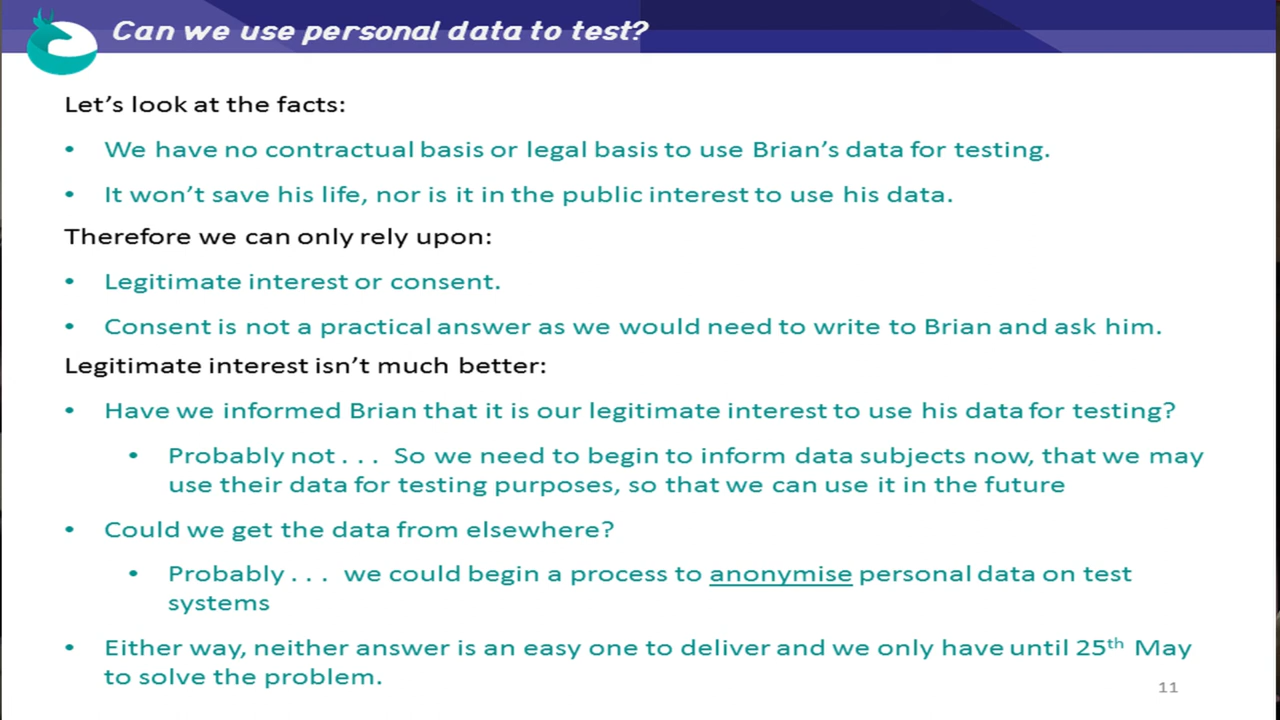 Can we use personal data to test?
Let’s look at the facts:
• We have no contractual basis or legal basis to use Brian’s data for testing.
• It won’t save his life, nor is it in the public interest to use his data.
Therefore we can only rely upon:
• Legitimate interest or consent.
• Consent is not a practical answer as we would need to write to Brian and ask him.
Legitimate interest isn’t much better:
• Have we informed Brian that it is our legitimate interest to use his data for testing?
• Probably not . . . So we need to begin to inform data subjects now, that we may
use their data for testing purposes, so that we can use it in the future
• Could we get the data from elsewhere?
• Probably . . . we could begin a process to anonymise personal data on test
systems
• Either way, neither answer is an easy one to deliver and we only have until 25th May
to solve the problem.
11